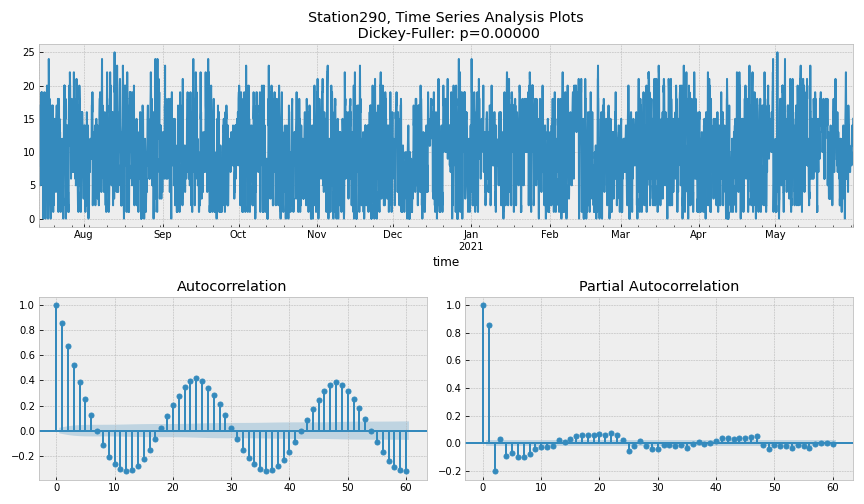 Station290, Time Series Analysis Plots
Dickey-Fuller: p=0.00000
25
20
15
10
5
0
Aug Sep Oct Nov Dec Jan Feb Mar Apr May
2021
time
Autocorrelation Partial Autocorrelation
1.0 1.0
0.8 0.8
0.6 0.6
0.4 0.4
0.2 0.2
0.0 0.0
−0.2 −0.2
0 10 20 30 40 50 60 0 10 20 30 40 50 60